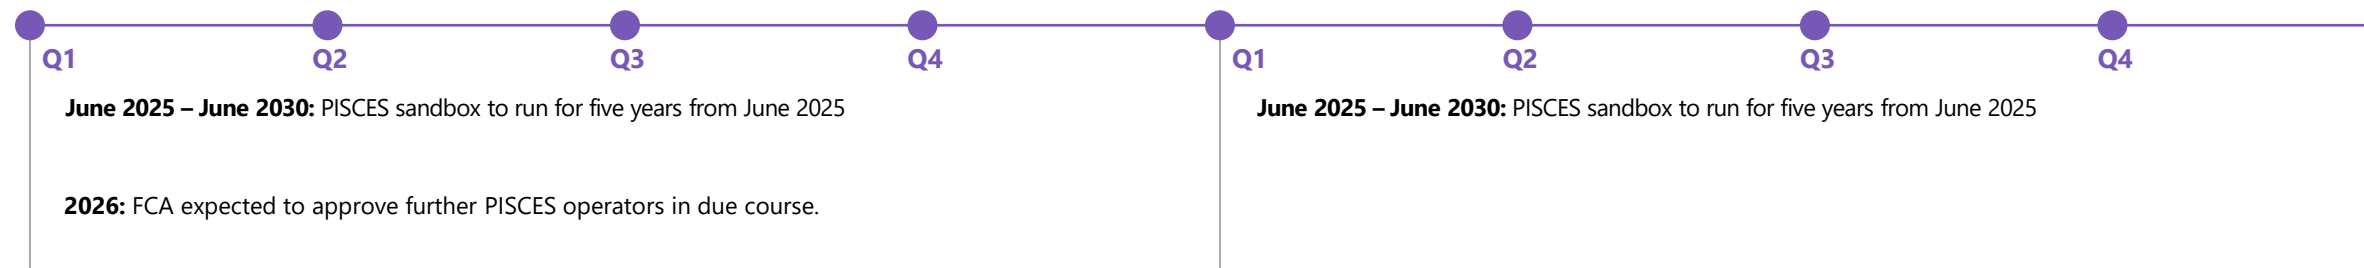 Q1 Q2 Q3 Q4 Q1 Q2 Q3 Q4
June 2025 – June 2030: PISCES sandbox to run for five years from June 2025
June 2025 – June 2030: PISCES sandbox to run for five years from June 2025
2026: FCA expected to approve further PISCES operators in due course.